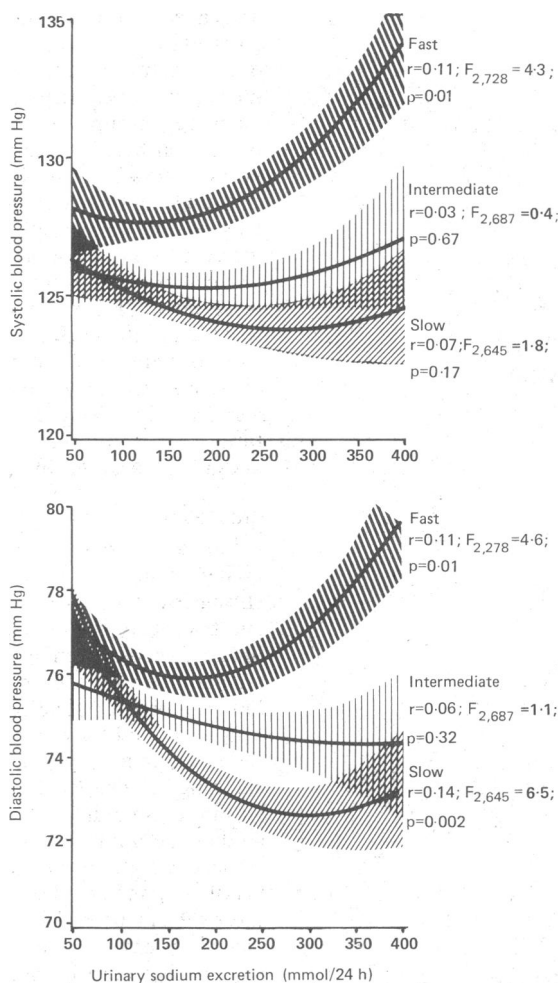 Systolic blood pressure (mm Hg)
135
130
125
120
50 100 150 200 250 300 350 400
Fast
r=0·11; F2,728 = 4·3;
p=0·01
Intermediate
r=0·03 ; F2,687 =0·4;
p=0·67
Slow
r=0·07;F2,645 =1·8;
p=0·17
Diastolic blood pressure (mm Hg)
80
78
76
74
72
70
50 100 150 200 250 300 350 400
Fast
r=0·11; F2,278 =4·6;
p=0·01
Intermediate
r=0·06 ; F2,687 =1·1;
p=0·32
Slow
r=0·14; F2,645 = 6·5;
p=0·002
Urinary sodium excretion (mmol/24 h)